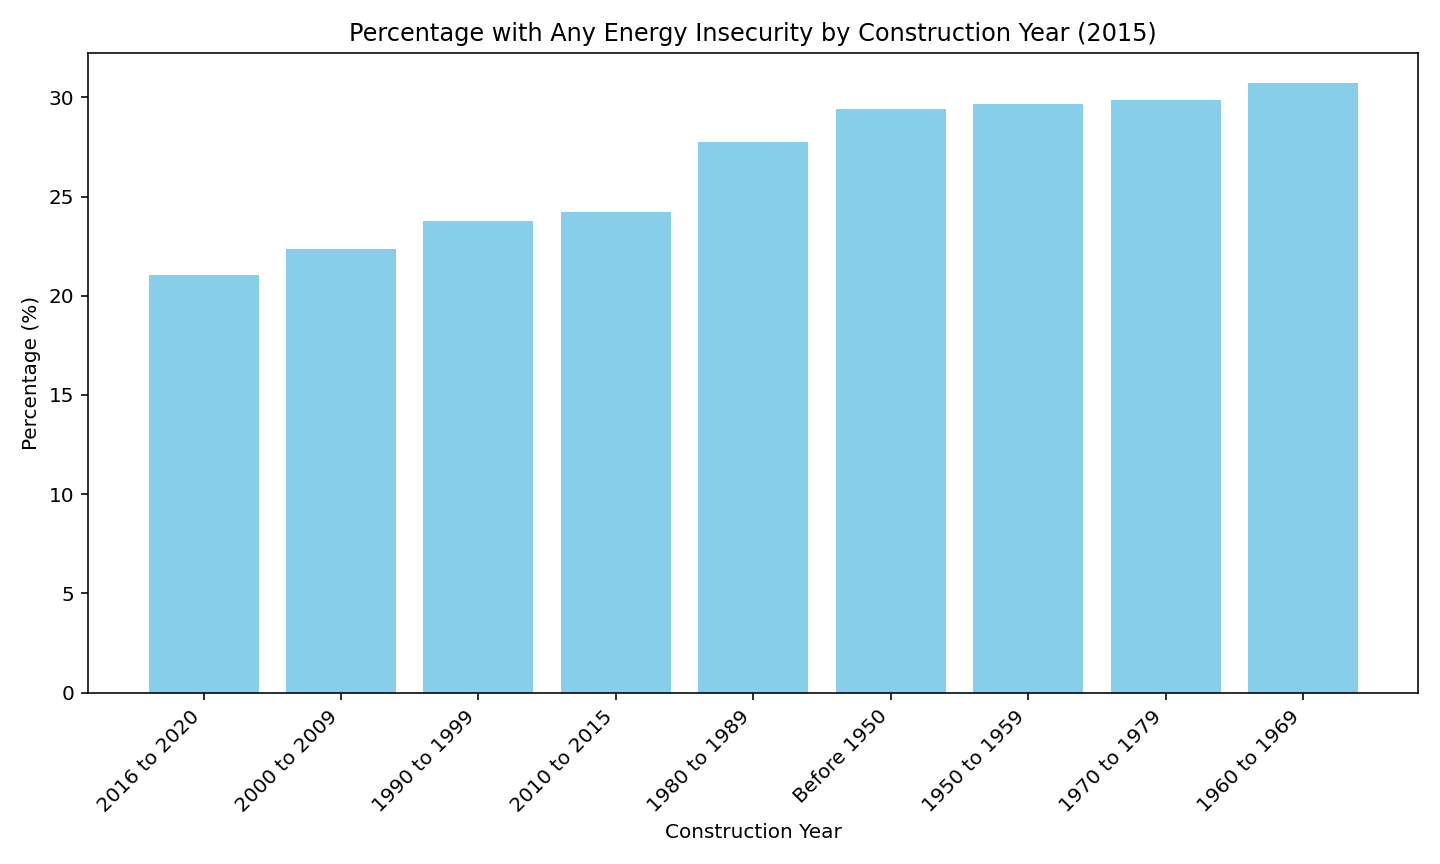 Percentage with Any Energy Insecurity by Construction Year (2015)
Percentage (%)
30
25
20
15
10
5
0
2016 to 2020
2000 to 2009
1990 to 1999
2010 to 2015
1980 to 1989
Before 1950
1950 to 1959
1970 to 1979
1960 to 1969
Construction Year